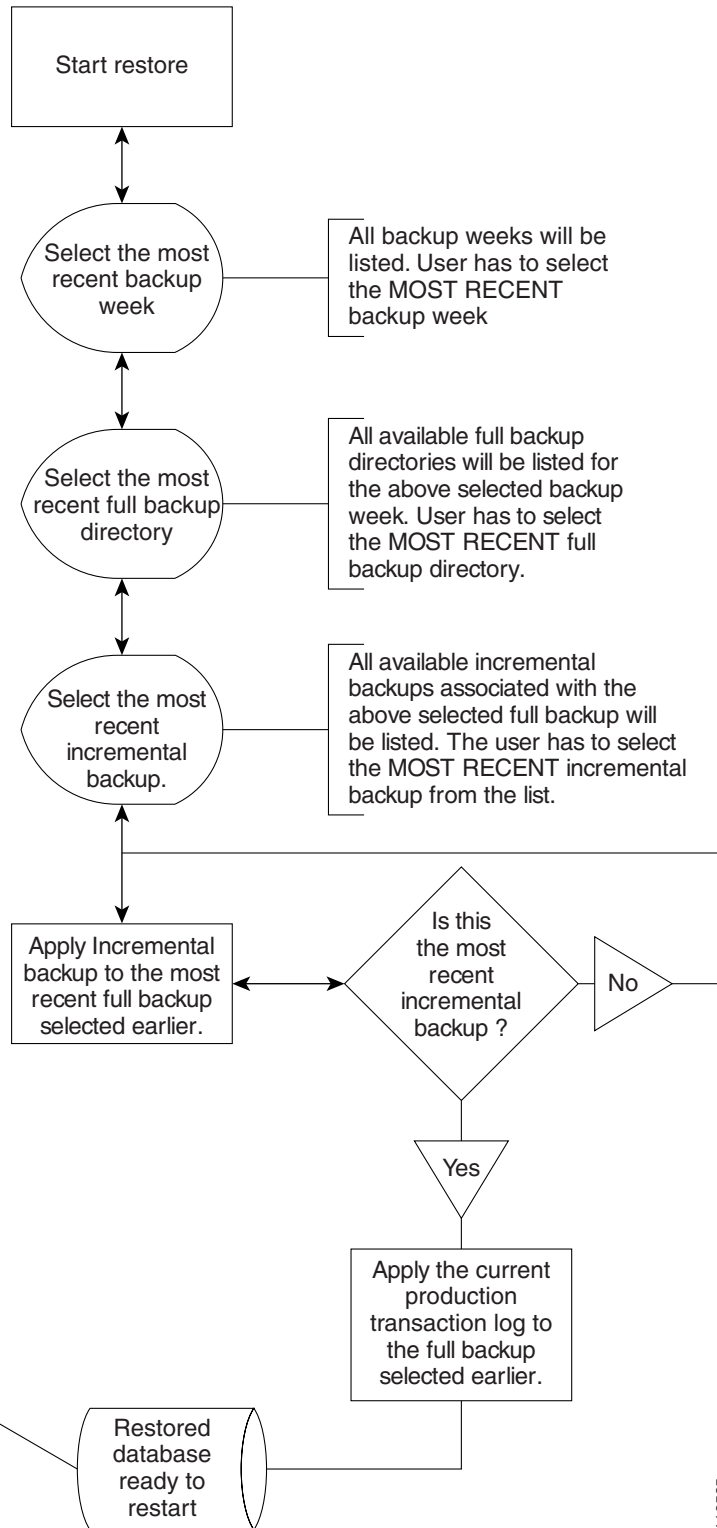 Start restore
Select the most
recent backup
week
All backup weeks will be
listed. User has to select
the MOST RECENT
backup week
Select the most
recent full backup
directory
All available full backup
directories will be listed for
the above selected backup
week. User has to select
the MOST RECENT full
backup directory.
Select the most
recent
incremental
backup.
All available incremental
backups associated with the
above selected full backup will
be listed. The user has to select
the MOST RECENT incremental
backup from the list.
Apply Incremental
backup to the most
recent full backup
selected earlier.
Is this
the most
recent
incremental
backup ?
No
Yes
Apply the current
production
transaction log to
the full backup
selected earlier.
Restored
database
ready to
restart